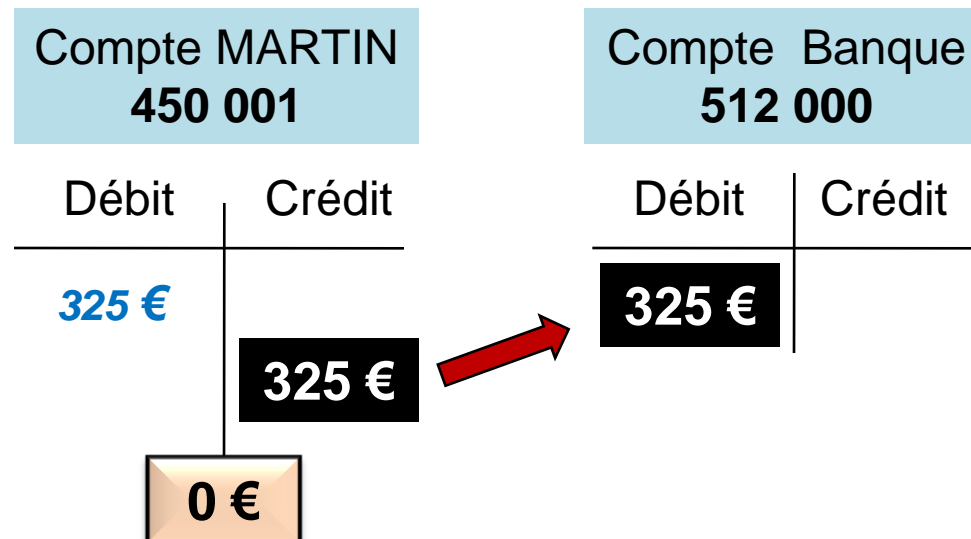 Compte MARTIN
450 001
Débit Crédit
325 €
325 €
0 €
Compte Banque
512 000
Débit Crédit
325 €